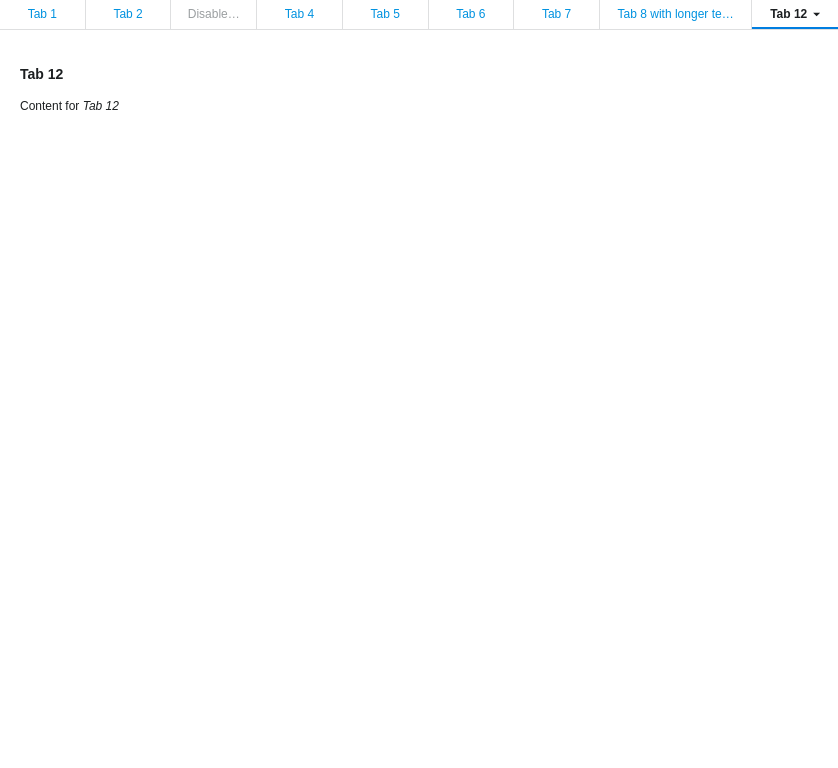 Tab 1 Tab 2 Disable… Tab 4 Tab 5 Tab 6 Tab 7 Tab 8 with longer te… Tab 12
Tab 12
Content for Tab 12